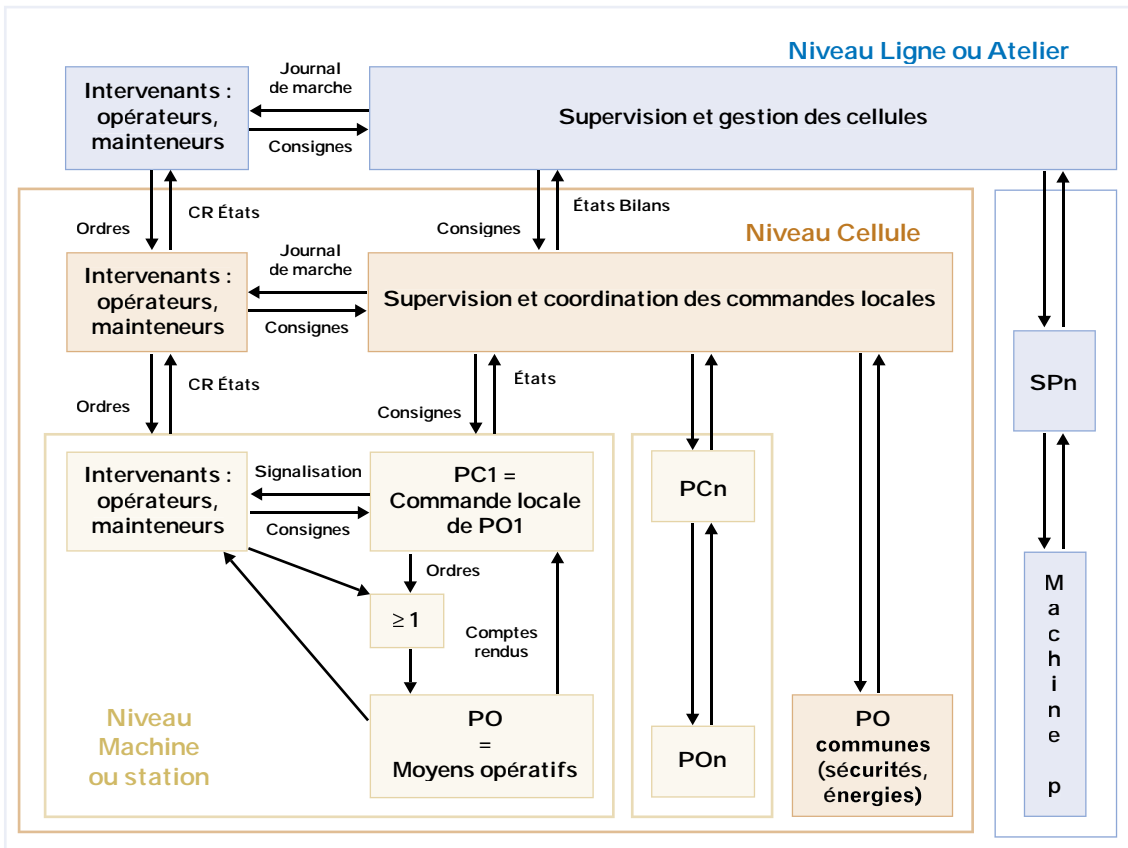 Niveau Ligne ou Atelier
Intervenants :
opérateurs,
mainteneurs
Journal
de marche
Consignes
Supervision et gestion des cellules
Ordres
CR États
Consignes
États Bilans
Niveau Cellule
Intervenants :
opérateurs,
mainteneurs
Journal
de marche
Consignes
Supervision et coordination des commandes locales
Ordres
CR États
Consignes
États
SPn
Intervenants :
opérateurs,
mainteneurs
Signalisation
Consignes
PC1 =
Commande locale
de PO1
PCn
Ordres
≥ 1
Comptes
rendus
Niveau
Machine
ou station
PO
=
Moyens opératifs
POn
PO
communes
(sécurités,
énergies)
M
a
c
h
i
n
e
p